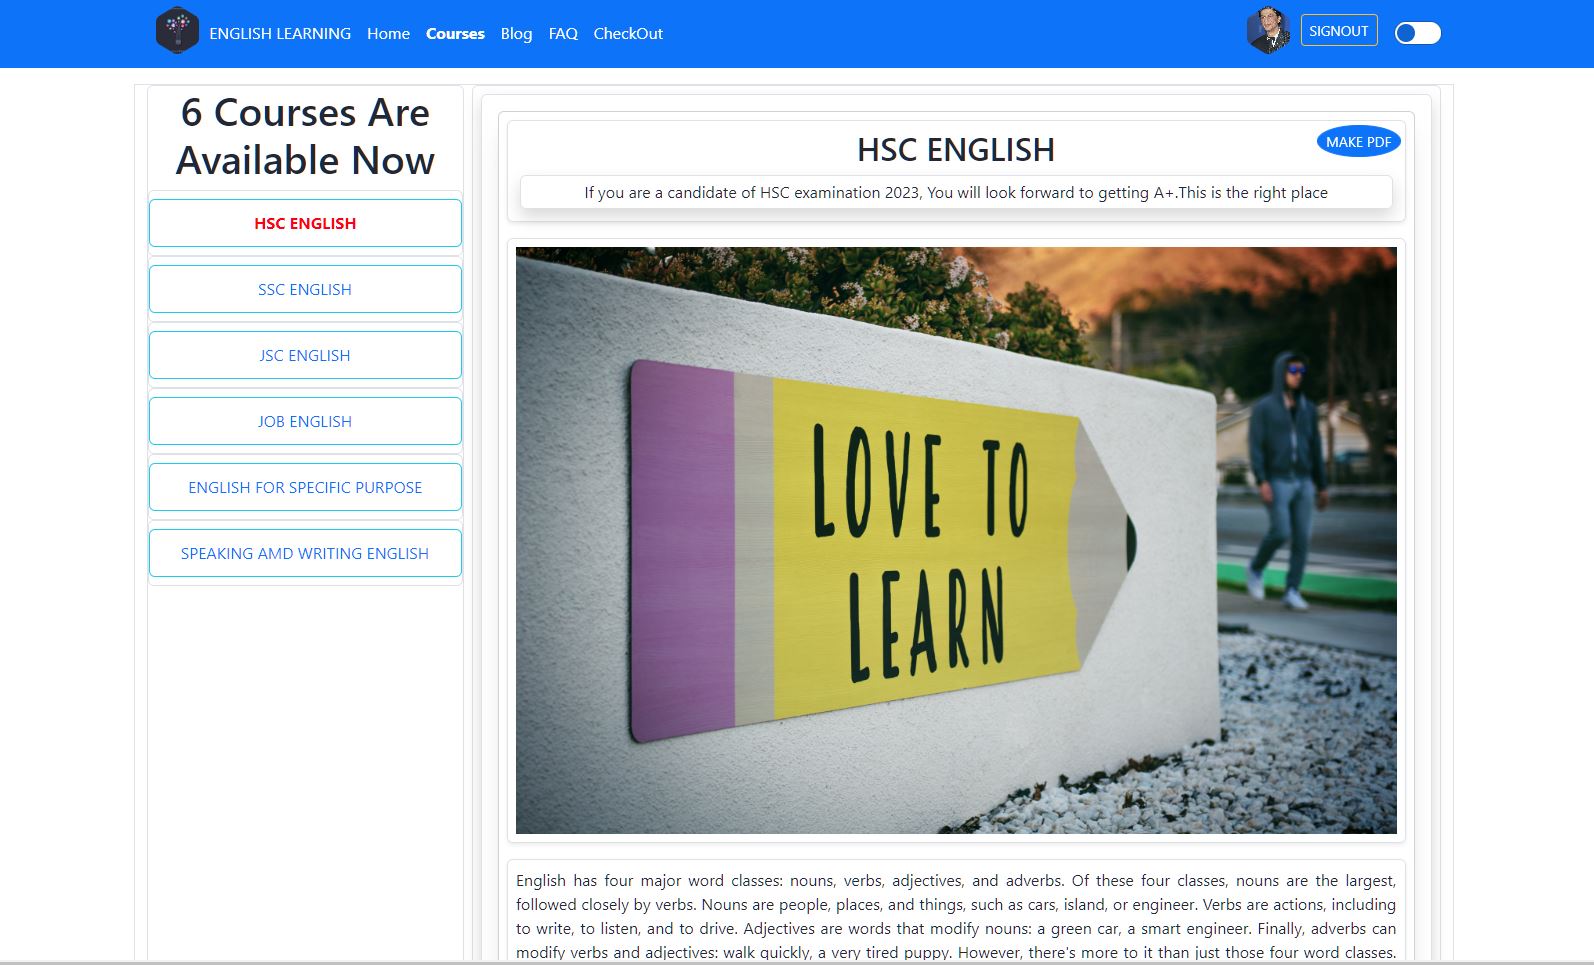 ENGLISH LEARNING Home Courses Blog FAQ CheckOut SIGNOUT
6 Courses Are
Available Now
HSC ENGLISH
SSC ENGLISH
JSC ENGLISH
JOB ENGLISH
ENGLISH FOR SPECIFIC PURPOSE
SPEAKING AMD WRITING ENGLISH
HSC ENGLISH
MAKE PDF
If you are a candidate of HSC examination 2023, You will look forward to getting A+.This is the right place
LOVE TO
LEARN
English has four major word classes: nouns, verbs, adjectives, and adverbs. Of these four classes, nouns are the largest,
followed closely by verbs. Nouns are people, places, and things, such as cars, island, or engineer. Verbs are actions, including
to write, to listen, and to drive. Adjectives are words that modify nouns: a green car, a smart engineer. Finally, adverbs can
modify verbs and adjectives: walk quickly, a very tired puppy. However, there's more to it than just those four word classes.